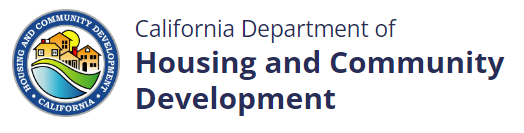 HOUSING AND COMMUNITY DEVELOPMENT
• CALIFORNIA •
California Department of
Housing and Community
Development